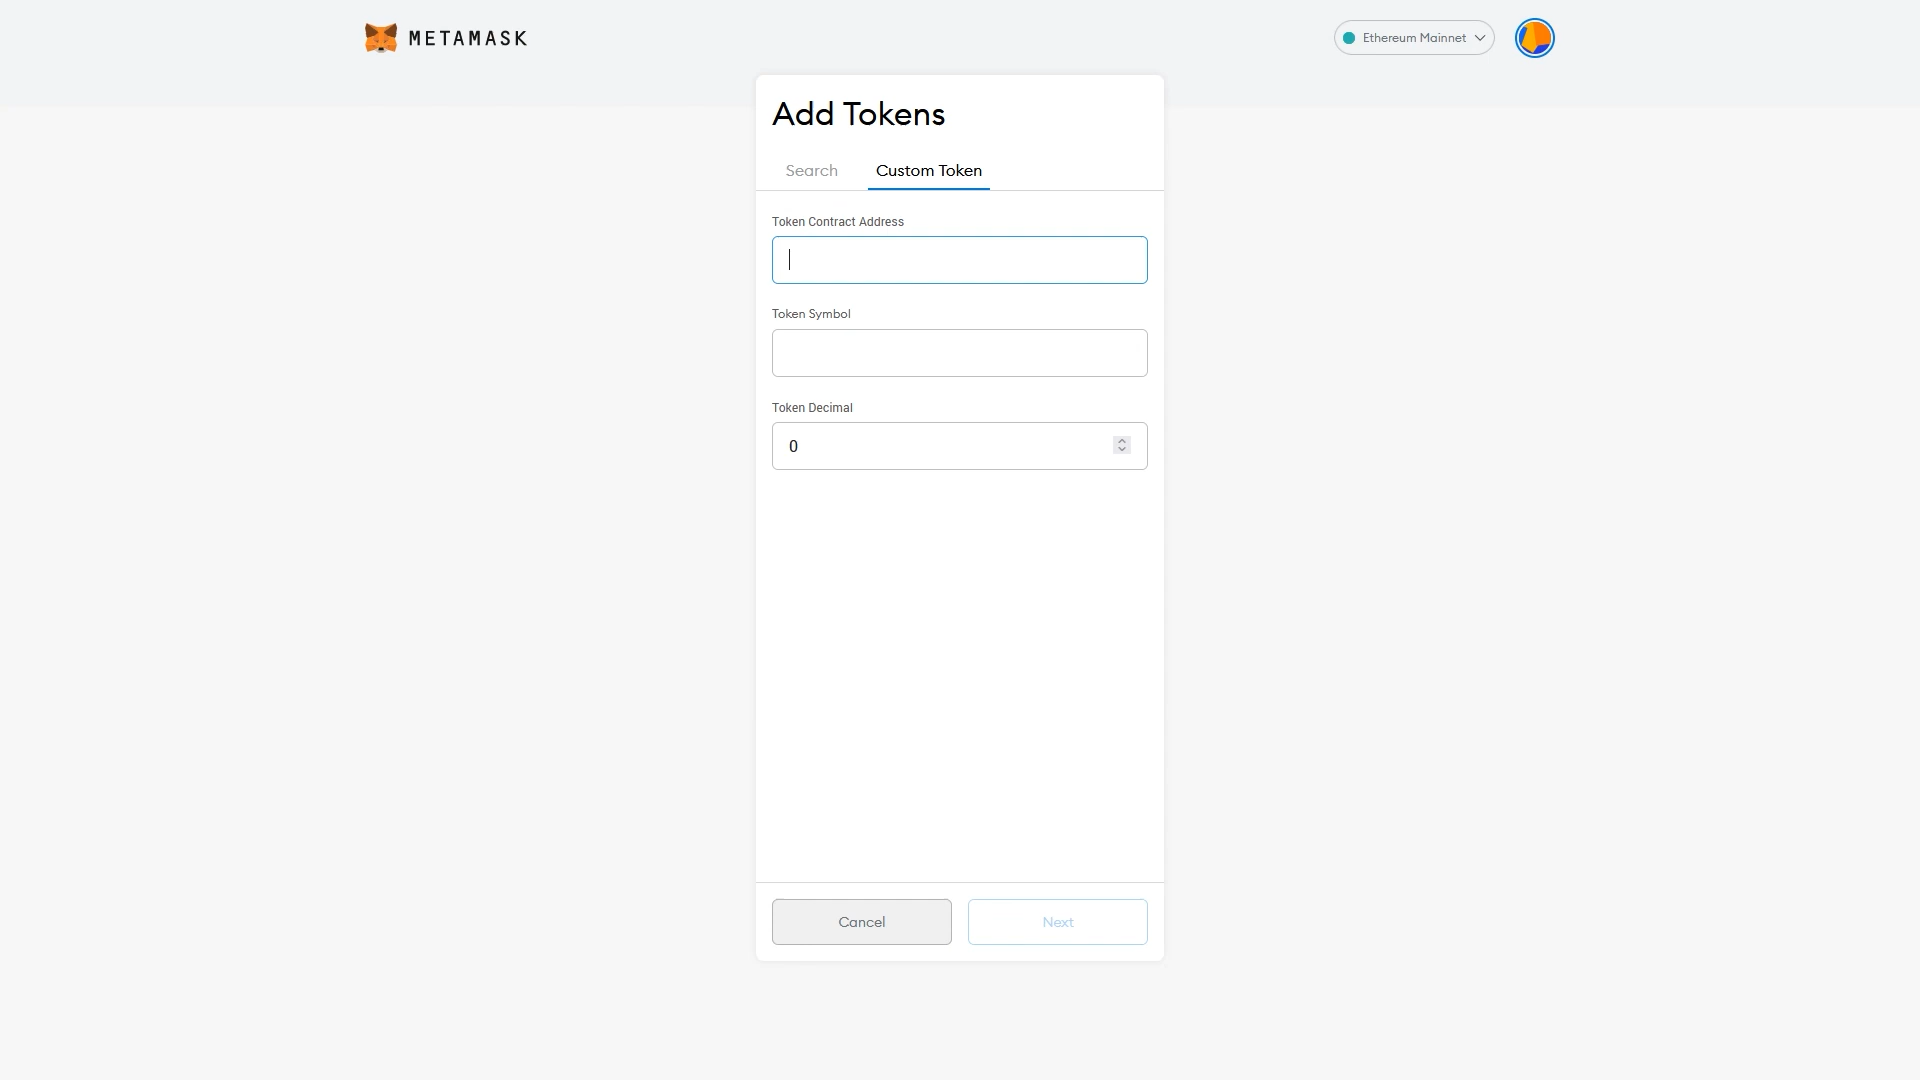 METAMASK
Ethereum Mainnet
Add Tokens
Search
Custom Token
Token Contract Address
Token Symbol
Token Decimal
0
Cancel
Next